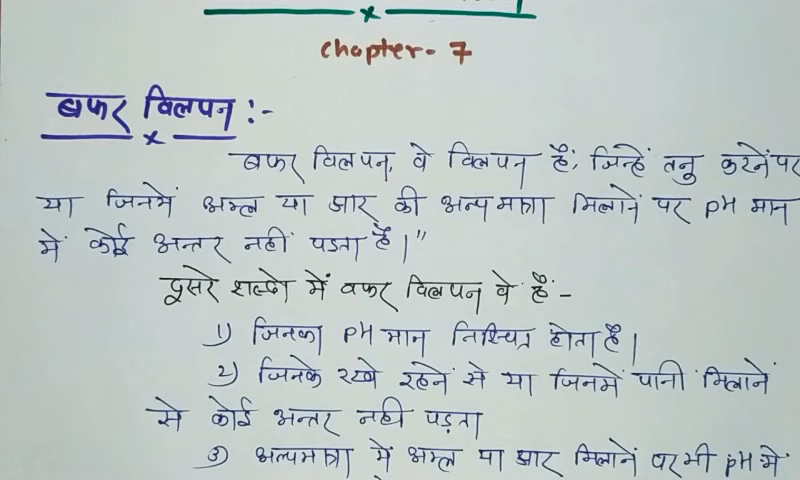 chapter- 7
बफर विलयन :-
बफर विलयन, वे विलयन हैं, जिन्हें तनु करनें पर
या जिनमें अम्ल या क्षार की अल्पमात्रा मिलानें पर pH मान
में कोई अन्तर नहीं पडता है।"
दूसरे शब्दो में बफर विलयन वे हैं -
1) जिनका PH मान निश्चित होता है।
2) जिनके रखे रहनें से या जिनमें पानी मिलानें
से कोई अन्तर नही पड़ता
3) अल्पमात्रा में अम्ल या क्षार मिलानें पर भी pH में